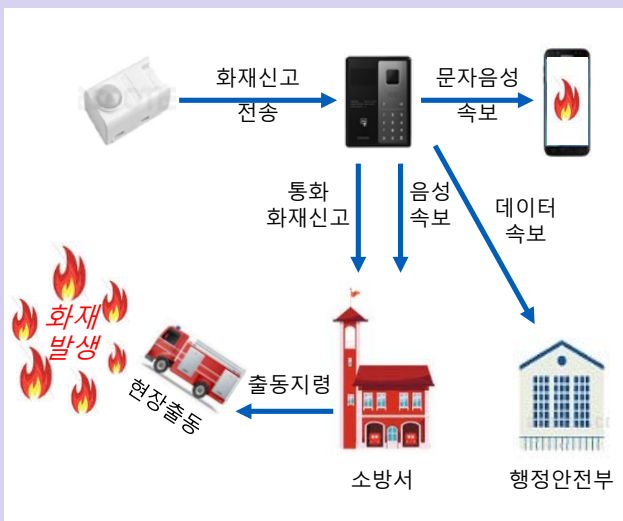 화재신고
전송
문자음성
속보
통화
화재신고
음성
속보
데이터
속보
화재
발생
현장출동
출동지령
소방서
행정안전부